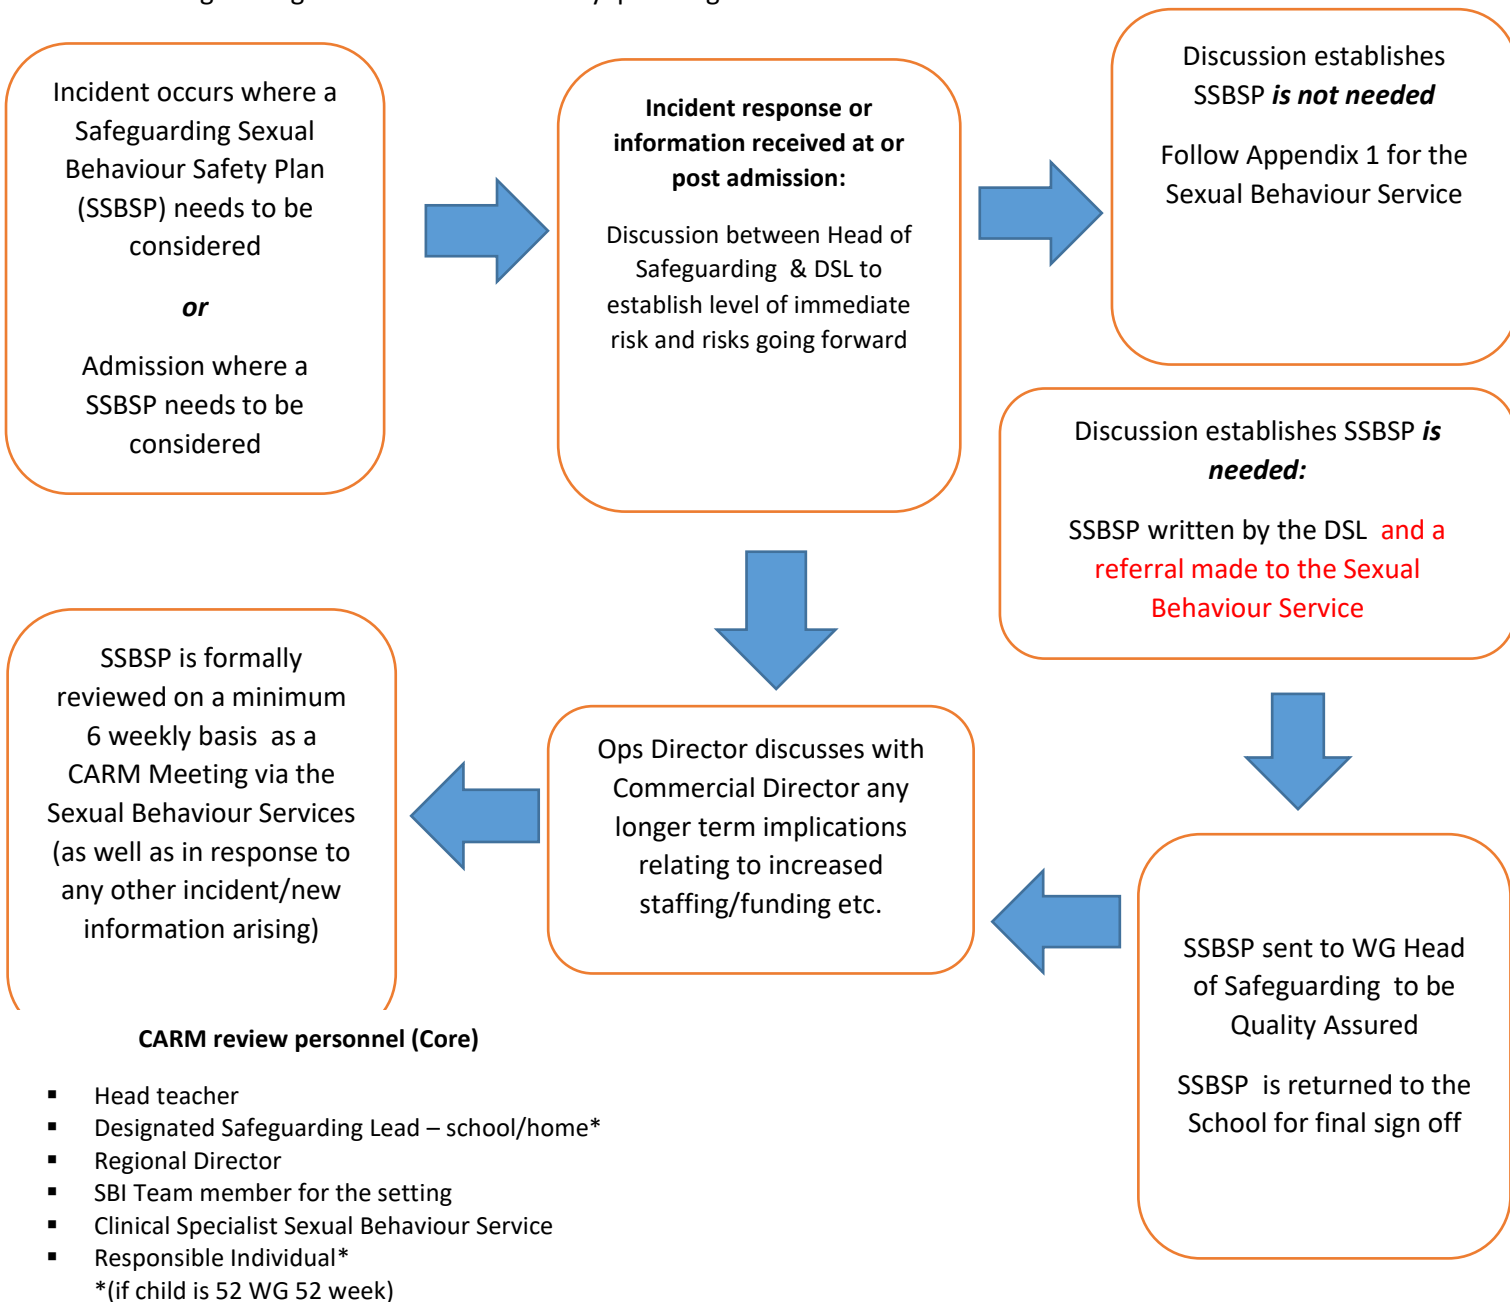 Incident occurs where a
Safeguarding Sexual
Behaviour Safety Plan
(SSBSP) needs to be
considered
or
Admission where a
SSBSP needs to be
considered
Incident response or
information received at or
post admission:
Discussion between Head of
Safeguarding & DSL to
establish level of immediate
risk and risks going forward
Discussion establishes
SSBSP is not needed
Follow Appendix 1 for the
Sexual Behaviour Service
Discussion establishes SSBSP is
needed:
SSBSP written by the DSL and a
referral made to the Sexual
Behaviour Service
SSBSP is formally
reviewed on a minimum
6 weekly basis as a
CARM Meeting via the
Sexual Behaviour Services
(as well as in response to
any other incident/new
information arising)
Ops Director discusses with
Commercial Director any
longer term implications
relating to increased
staffing/funding etc.
SSBSP sent to WG Head
of Safeguarding to be
Quality Assured
SSBSP is returned to the
School for final sign off
CARM review personnel (Core)
▪ Head teacher
▪ Designated Safeguarding Lead – school/home*
▪ Regional Director
▪ SBI Team member for the setting
▪ Clinical Specialist Sexual Behaviour Service
▪ Responsible Individual*
*(if child is 52 WG 52 week)